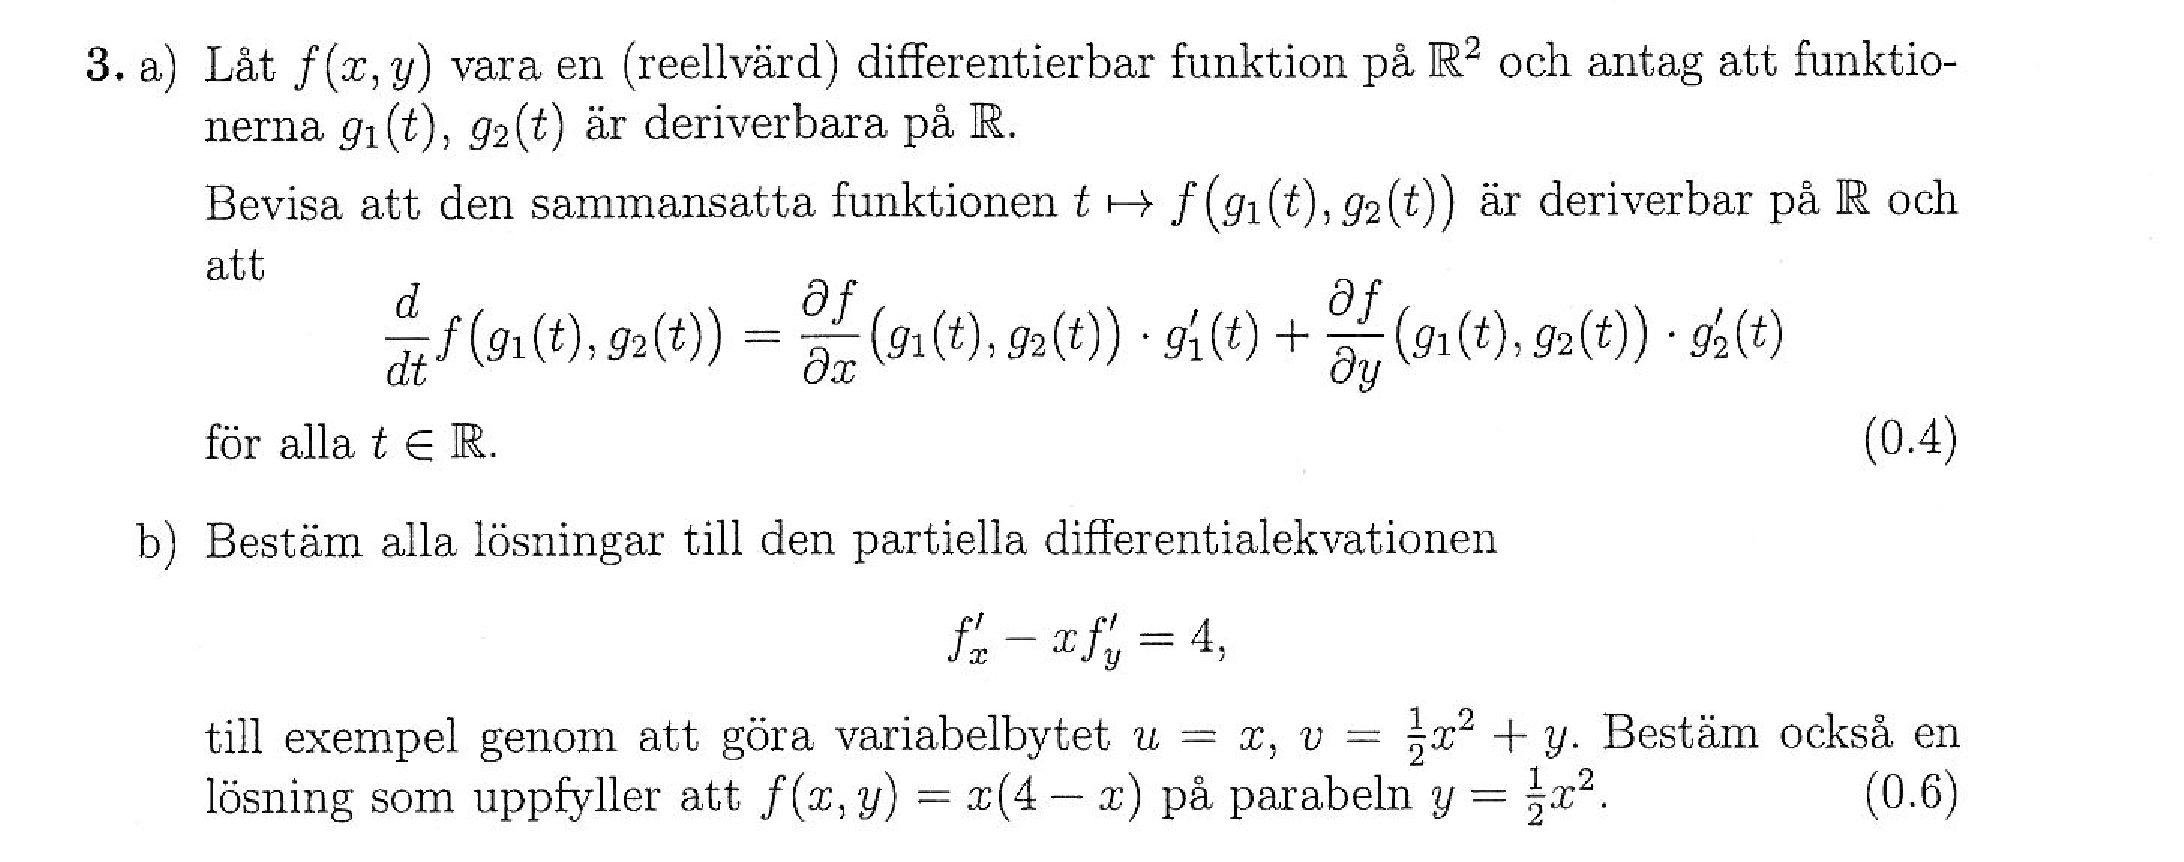 3. a) Låt f(x, y) vara en (reellvärd) differentierbar funktion på ℝ² och antag att funktio-
nerna g₁(t), g₂(t) är deriverbara på ℝ.
Bevisa att den sammansatta funktionen t ↦ f(g₁(t), g₂(t)) är deriverbar på ℝ och
att
d/dt f(g₁(t), g₂(t)) = ∂f/∂x (g₁(t), g₂(t)) · g₁′(t) + ∂f/∂y (g₁(t), g₂(t)) · g₂′(t)
för alla t ∈ ℝ. (0.4)
b) Bestäm alla lösningar till den partiella differentialekvationen
f′ₓ − x f′_y = 4,
till exempel genom att göra variabelbytet u = x, v = ½x² + y. Bestäm också en
lösning som uppfyller att f(x, y) = x(4 − x) på parabeln y = ½x². (0.6)